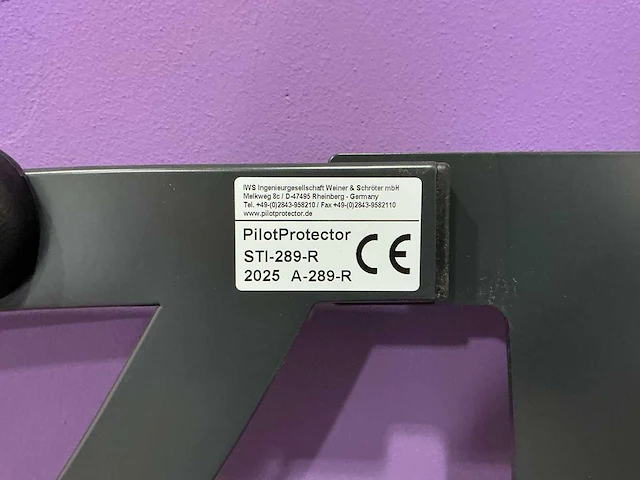 IWS Ingenieurgesellschaft Weiner & Schröter mbH
Melkweg 8c / D-47495 Rheinberg - Germany
Tel. +49-(0)2843-958210 / Fax +49-(0)2843-9582110
www.pilotprotector.de
PilotProtector
STI-289-R
2025 A-289-R
CE